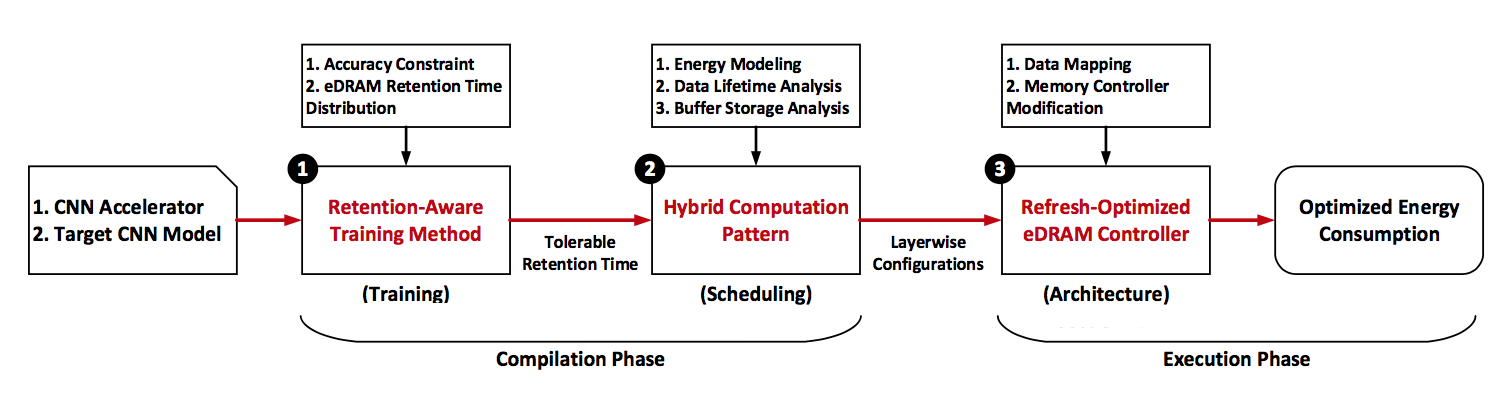 1. Accuracy Constraint
2. eDRAM Retention Time
Distribution
1. Energy Modeling
2. Data Lifetime Analysis
3. Buffer Storage Analysis
1. Data Mapping
2. Memory Controller
Modification
1. CNN Accelerator
2. Target CNN Model
1
Retention-Aware
Training Method
(Training)
Tolerable
Retention Time
2
Hybrid Computation
Pattern
(Scheduling)
Layerwise
Configurations
3
Refresh-Optimized
eDRAM Controller
(Architecture)
Optimized Energy
Consumption
Compilation Phase
Execution Phase